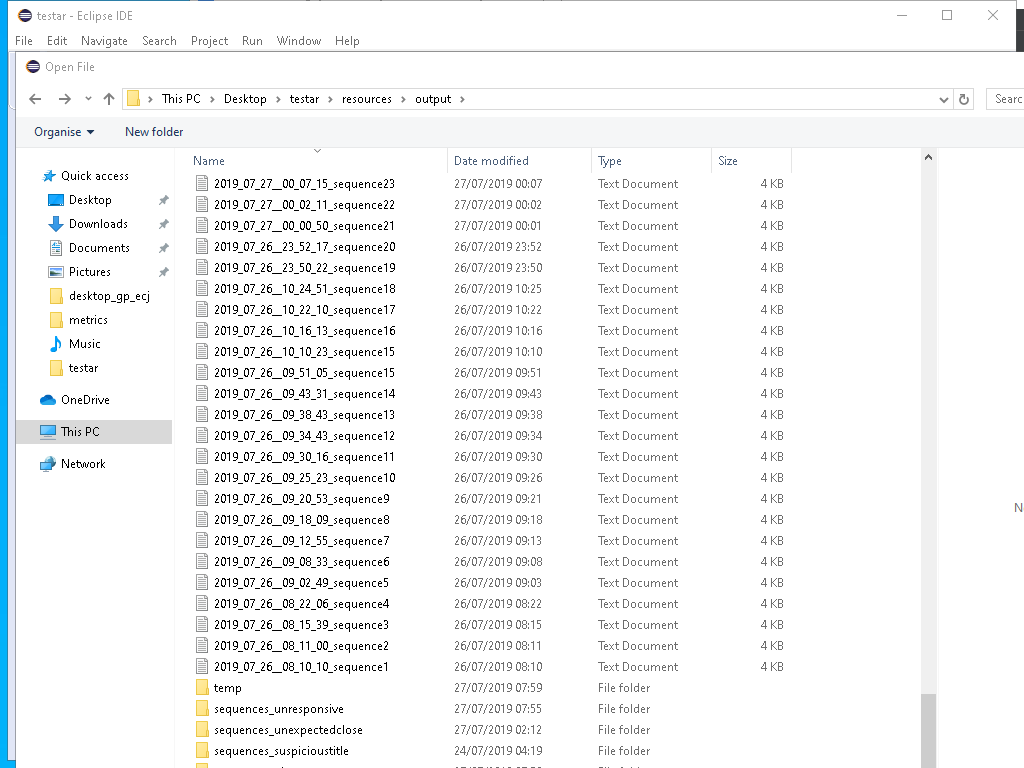 testar - Eclipse IDE
File Edit Navigate Search Project Run Window Help
Open File
This PC > Desktop > testar > resources > output >
Searc
Organise New folder
Name Date modified Type Size
Quick access
Desktop
Downloads
Documents
Pictures
desktop_gp_ecj
metrics
Music
testar
OneDrive
This PC
Network
2019_07_27__00_07_15_sequence23 27/07/2019 00:07 Text Document 4 KB
2019_07_27__00_02_11_sequence22 27/07/2019 00:02 Text Document 4 KB
2019_07_27__00_00_50_sequence21 27/07/2019 00:01 Text Document 4 KB
2019_07_26__23_52_17_sequence20 26/07/2019 23:52 Text Document 4 KB
2019_07_26__23_50_22_sequence19 26/07/2019 23:50 Text Document 4 KB
2019_07_26__10_24_51_sequence18 26/07/2019 10:25 Text Document 4 KB
2019_07_26__10_22_10_sequence17 26/07/2019 10:22 Text Document 4 KB
2019_07_26__10_16_13_sequence16 26/07/2019 10:16 Text Document 4 KB
2019_07_26__10_10_23_sequence15 26/07/2019 10:10 Text Document 4 KB
2019_07_26__09_51_05_sequence15 26/07/2019 09:51 Text Document 4 KB
2019_07_26__09_43_31_sequence14 26/07/2019 09:43 Text Document 4 KB
2019_07_26__09_38_43_sequence13 26/07/2019 09:38 Text Document 4 KB
2019_07_26__09_34_43_sequence12 26/07/2019 09:34 Text Document 4 KB
2019_07_26__09_30_16_sequence11 26/07/2019 09:30 Text Document 4 KB
2019_07_26__09_25_23_sequence10 26/07/2019 09:26 Text Document 4 KB
2019_07_26__09_20_53_sequence9 26/07/2019 09:21 Text Document 4 KB
2019_07_26__09_18_09_sequence8 26/07/2019 09:18 Text Document 4 KB
2019_07_26__09_12_55_sequence7 26/07/2019 09:13 Text Document 4 KB
2019_07_26__09_08_33_sequence6 26/07/2019 09:08 Text Document 4 KB
2019_07_26__09_02_49_sequence5 26/07/2019 09:03 Text Document 4 KB
2019_07_26__08_22_06_sequence4 26/07/2019 08:22 Text Document 4 KB
2019_07_26__08_15_39_sequence3 26/07/2019 08:15 Text Document 4 KB
2019_07_26__08_11_00_sequence2 26/07/2019 08:11 Text Document 4 KB
2019_07_26__08_10_10_sequence1 26/07/2019 08:10 Text Document 4 KB
temp 27/07/2019 07:59 File folder
sequences_unresponsive 27/07/2019 07:55 File folder
sequences_unexpectedclose 27/07/2019 02:12 File folder
sequences_suspicioustitle 24/07/2019 04:19 File folder
N